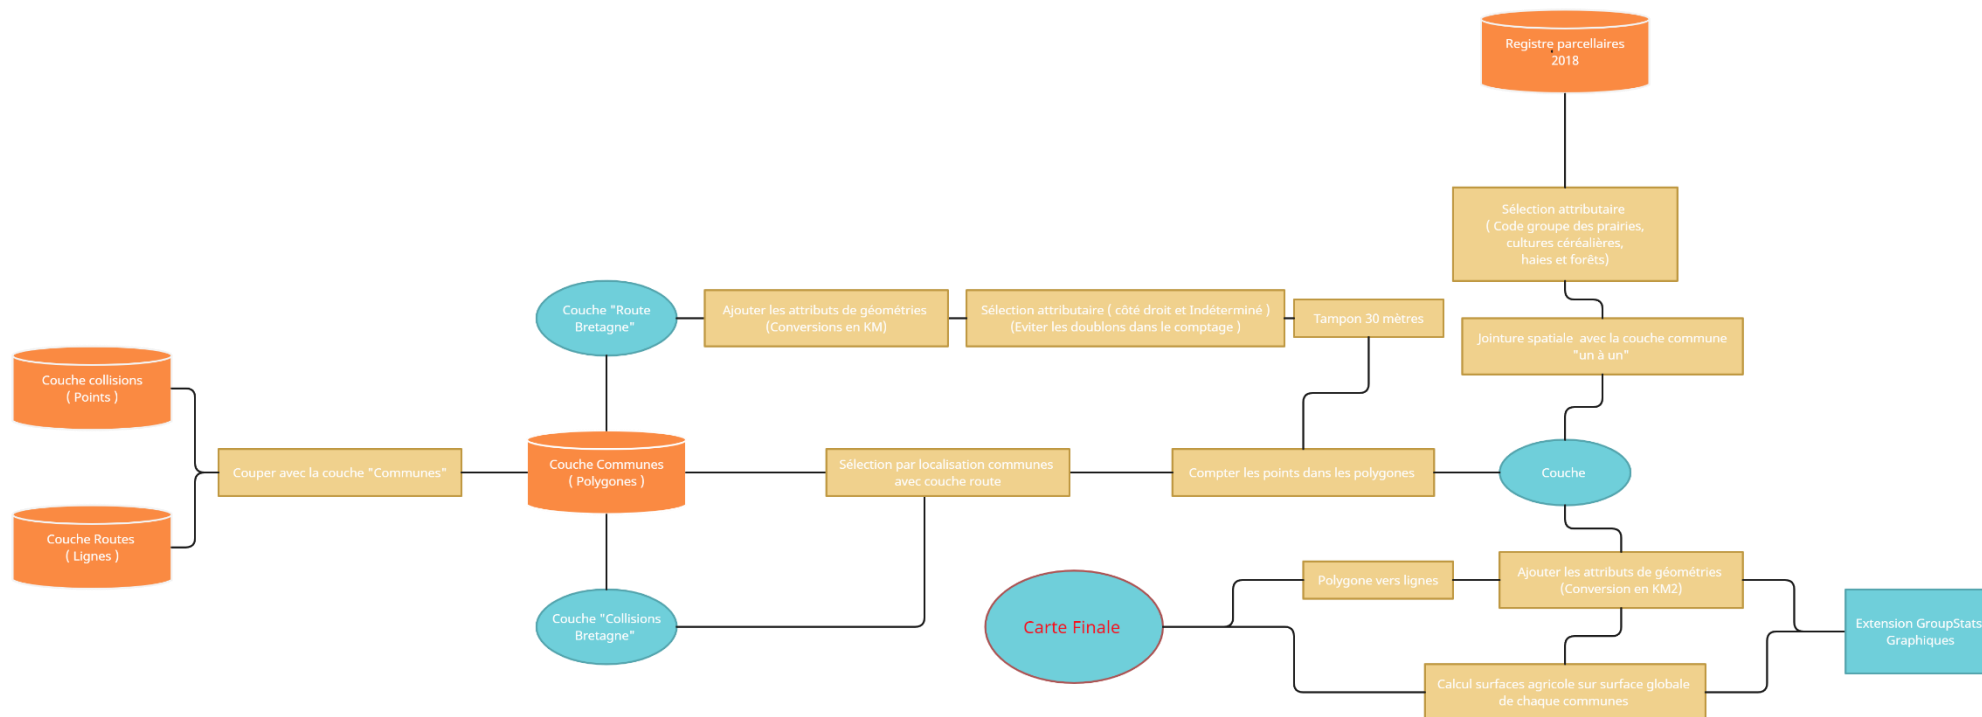 Registre parcellaires
2018
Sélection attributaire
( Code groupe des prairies,
cultures céréalières,
haies et forêts)
Couche "Route
Bretagne"
Ajouter les attributs de géométries
(Conversions en KM)
Sélection attributaire ( côté droit et Indéterminé )
(Eviter les doublons dans le comptage )
Tampon 30 mètres
Jointure spatiale  avec la couche commune
"un à un"
Couche collisions
( Points )
Couper avec la couche "Communes"
Couche Communes
( Polygones )
Sélection par localisation communes
avec couche route
Compter les points dans les polygones
Couche
Couche Routes
( Lignes )
Couche "Collisions
Bretagne"
Carte Finale
Polygone vers lignes
Ajouter les attributs de géométries
(Conversion en KM2)
Extension GroupStats
Graphiques
Calcul surfaces agricole sur surface globale
de chaque communes